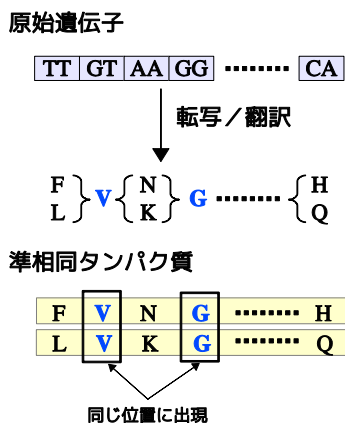 原始遺伝子
TT GT AA GG ········· CA
転写／翻訳
F N H
V G ·········
L K Q
準相同タンパク質
F V N G ········· H
L V K G ········· Q
同じ位置に出現